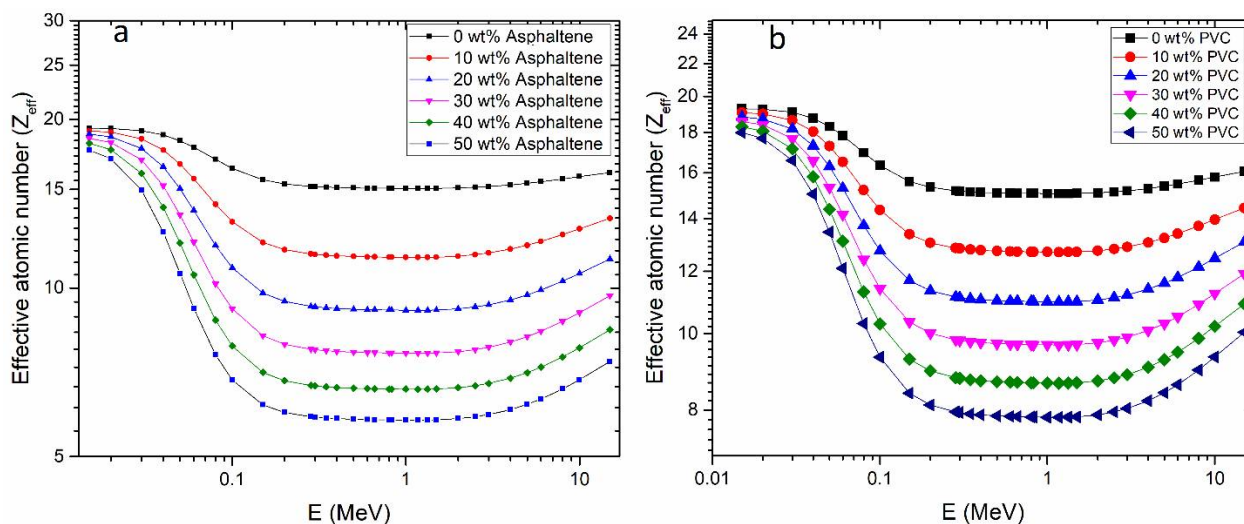 a
0 wt% Asphaltene
10 wt% Asphaltene
20 wt% Asphaltene
30 wt% Asphaltene
40 wt% Asphaltene
50 wt% Asphaltene
Effective atomic number (Zeff)
30
25
20
15
10
5
0.1
1
10
E (MeV)
b
0 wt% PVC
10 wt% PVC
20 wt% PVC
30 wt% PVC
40 wt% PVC
50 wt% PVC
Effective atomic number (Zeff)
24
22
20
18
16
14
12
10
8
0.01
0.1
1
10
E (MeV)